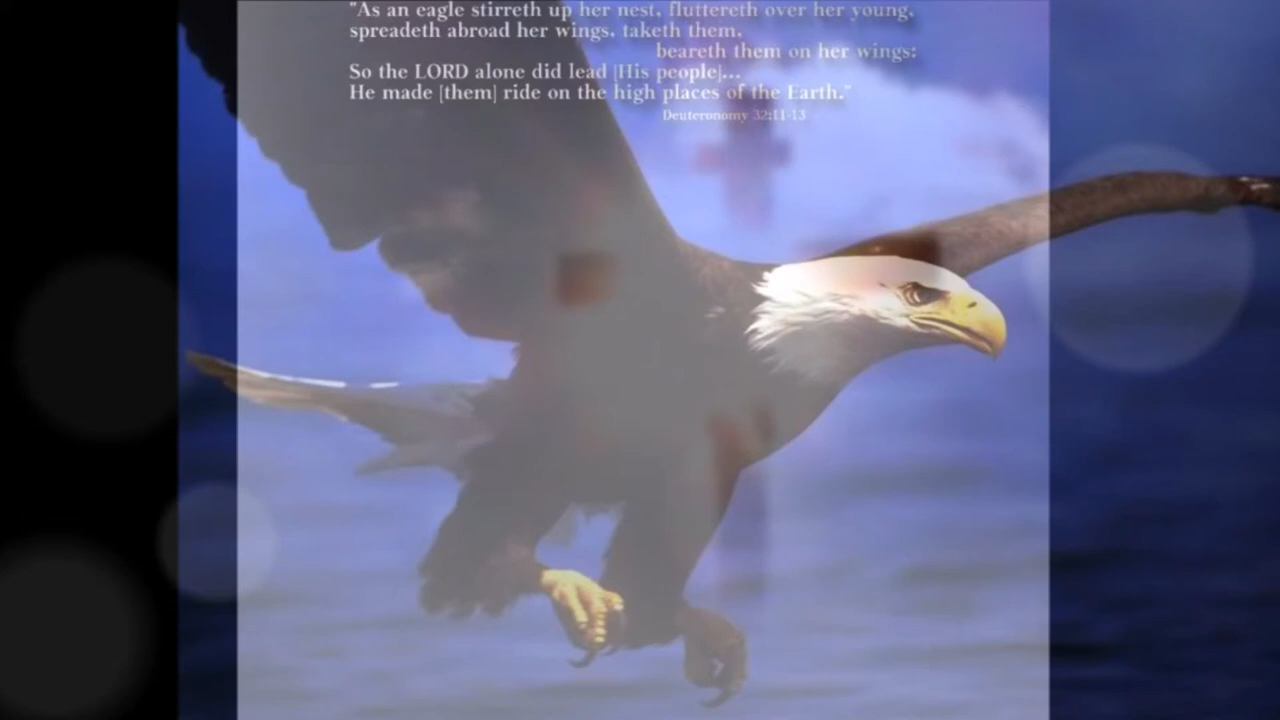 "As an eagle stirreth up her nest, fluttereth over her young,
spreadeth abroad her wings, taketh them,
beareth them on her wings:
So the LORD alone did lead [His people]...
He made [them] ride on the high places of the Earth."
Deuteronomy 32:11-13